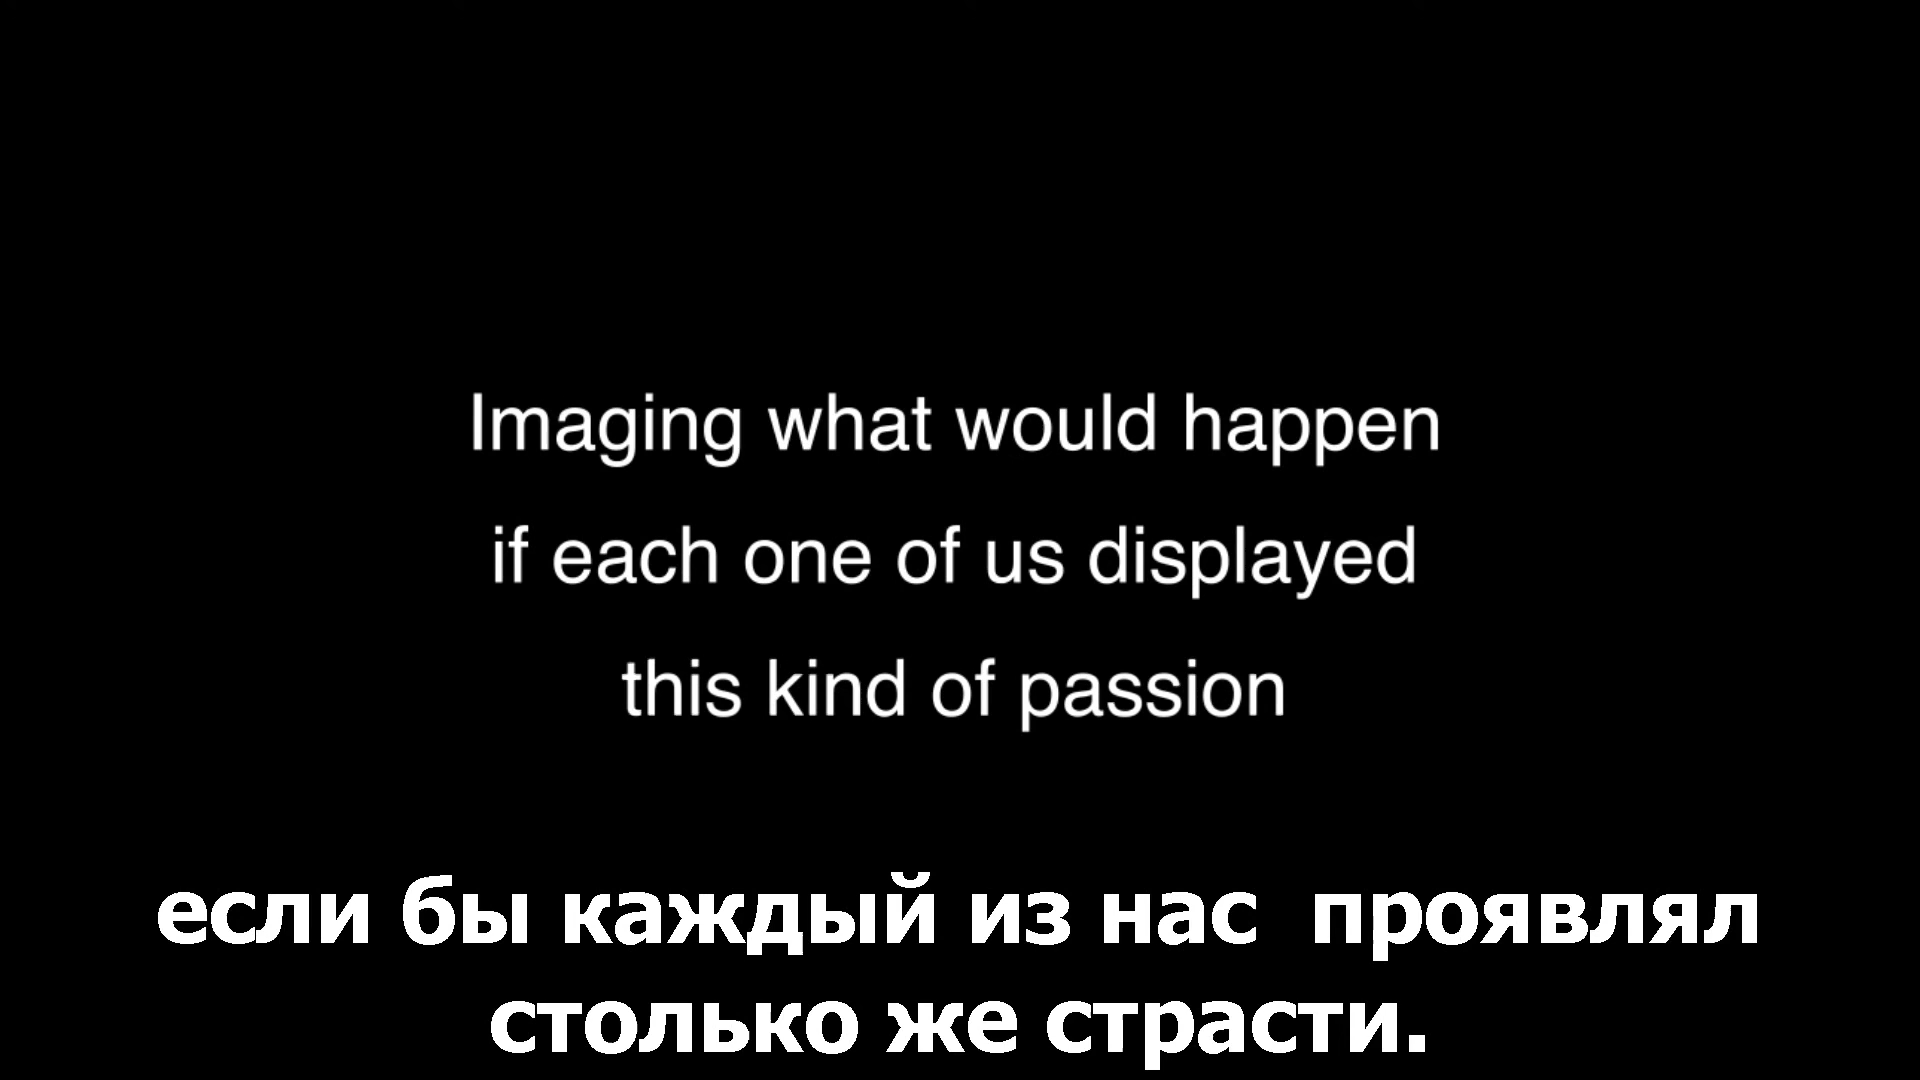 Imaging what would happen
if each one of us displayed
this kind of passion
если бы каждый из нас  проявлял
столько же страсти.